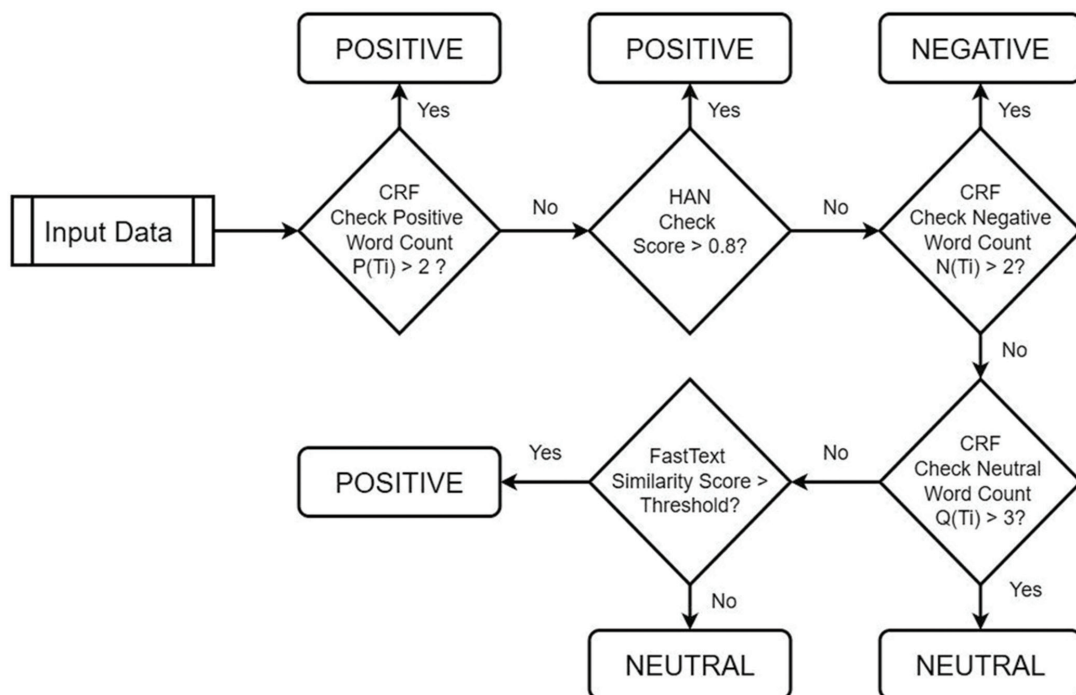 POSITIVE
POSITIVE
NEGATIVE
Yes
Yes
Yes
Input Data
CRF
Check Positive
Word Count
P(Ti) > 2 ?
No
HAN
Check
Score > 0.8?
No
CRF
Check Negative
Word Count
N(Ti) > 2?
No
CRF
Check Neutral
Word Count
Q(Ti) > 3?
No
FastText
Similarity Score >
Threshold?
Yes
POSITIVE
No
Yes
NEUTRAL
NEUTRAL